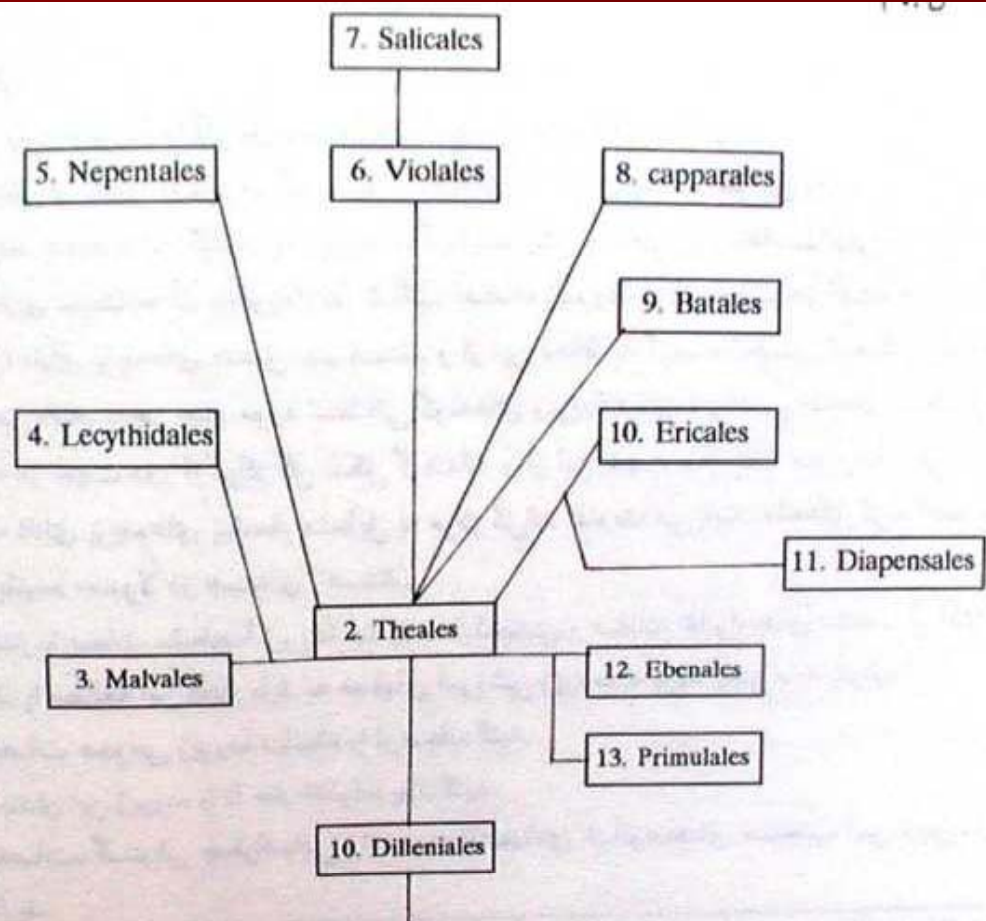 7. Salicales
5. Nepentales
6. Violales
8. capparales
9. Batales
4. Lecythidales
10. Ericales
11. Diapensales
2. Theales
3. Malvales
12. Ebenales
13. Primulales
10. Dilleniales